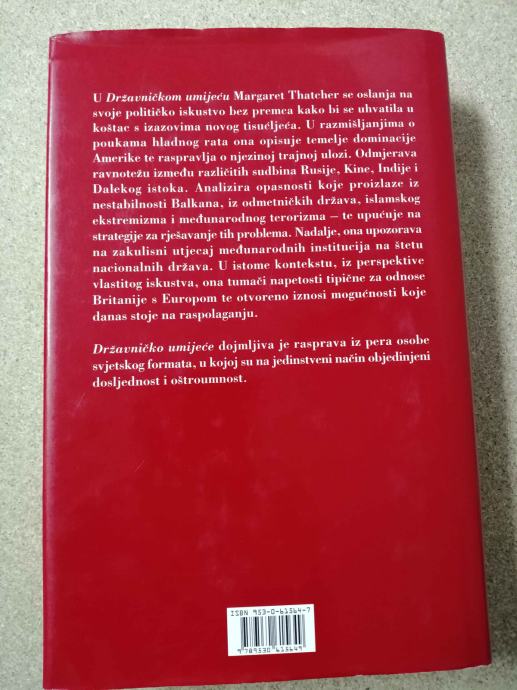 U Državničkom umijeću Margaret Thatcher se oslanja na
svoje političko iskustvo bez premca kako bi se uhvatila u
koštac s izazovima novog tisućljeća. U razmišljanjima o
poukama hladnog rata ona opisuje temelje dominacije
Amerike te raspravlja o njezinoj trajnoj ulozi. Odmjerava
ravnotežu između različitih sudbina Rusije, Kine, Indije i
Dalekog istoka. Analizira opasnosti koje proizlaze iz
nestabilnosti Balkana, iz odmetničkih država, islamskog
ekstremizma i međunarodnog terorizma – te upućuje na
strategije za rješavanje tih problema. Nadalje, ona upozorava
na zakulisni utjecaj međunarodnih institucija na štetu
nacionalnih država. U istome kontekstu, iz perspektive
vlastitog iskustva, ona tumači napetosti tipične za odnose
Britanije s Europom te otvoreno iznosi mogućnosti koje
danas stoje na raspolaganju.
Državničko umijeće dojmljiva je rasprava iz pera osobe
svjetskog formata, u kojoj su na jedinstveni način objedinjeni
dosljednost i oštroumnost.
ISBN 953-0-61364-7
9 789530 613649